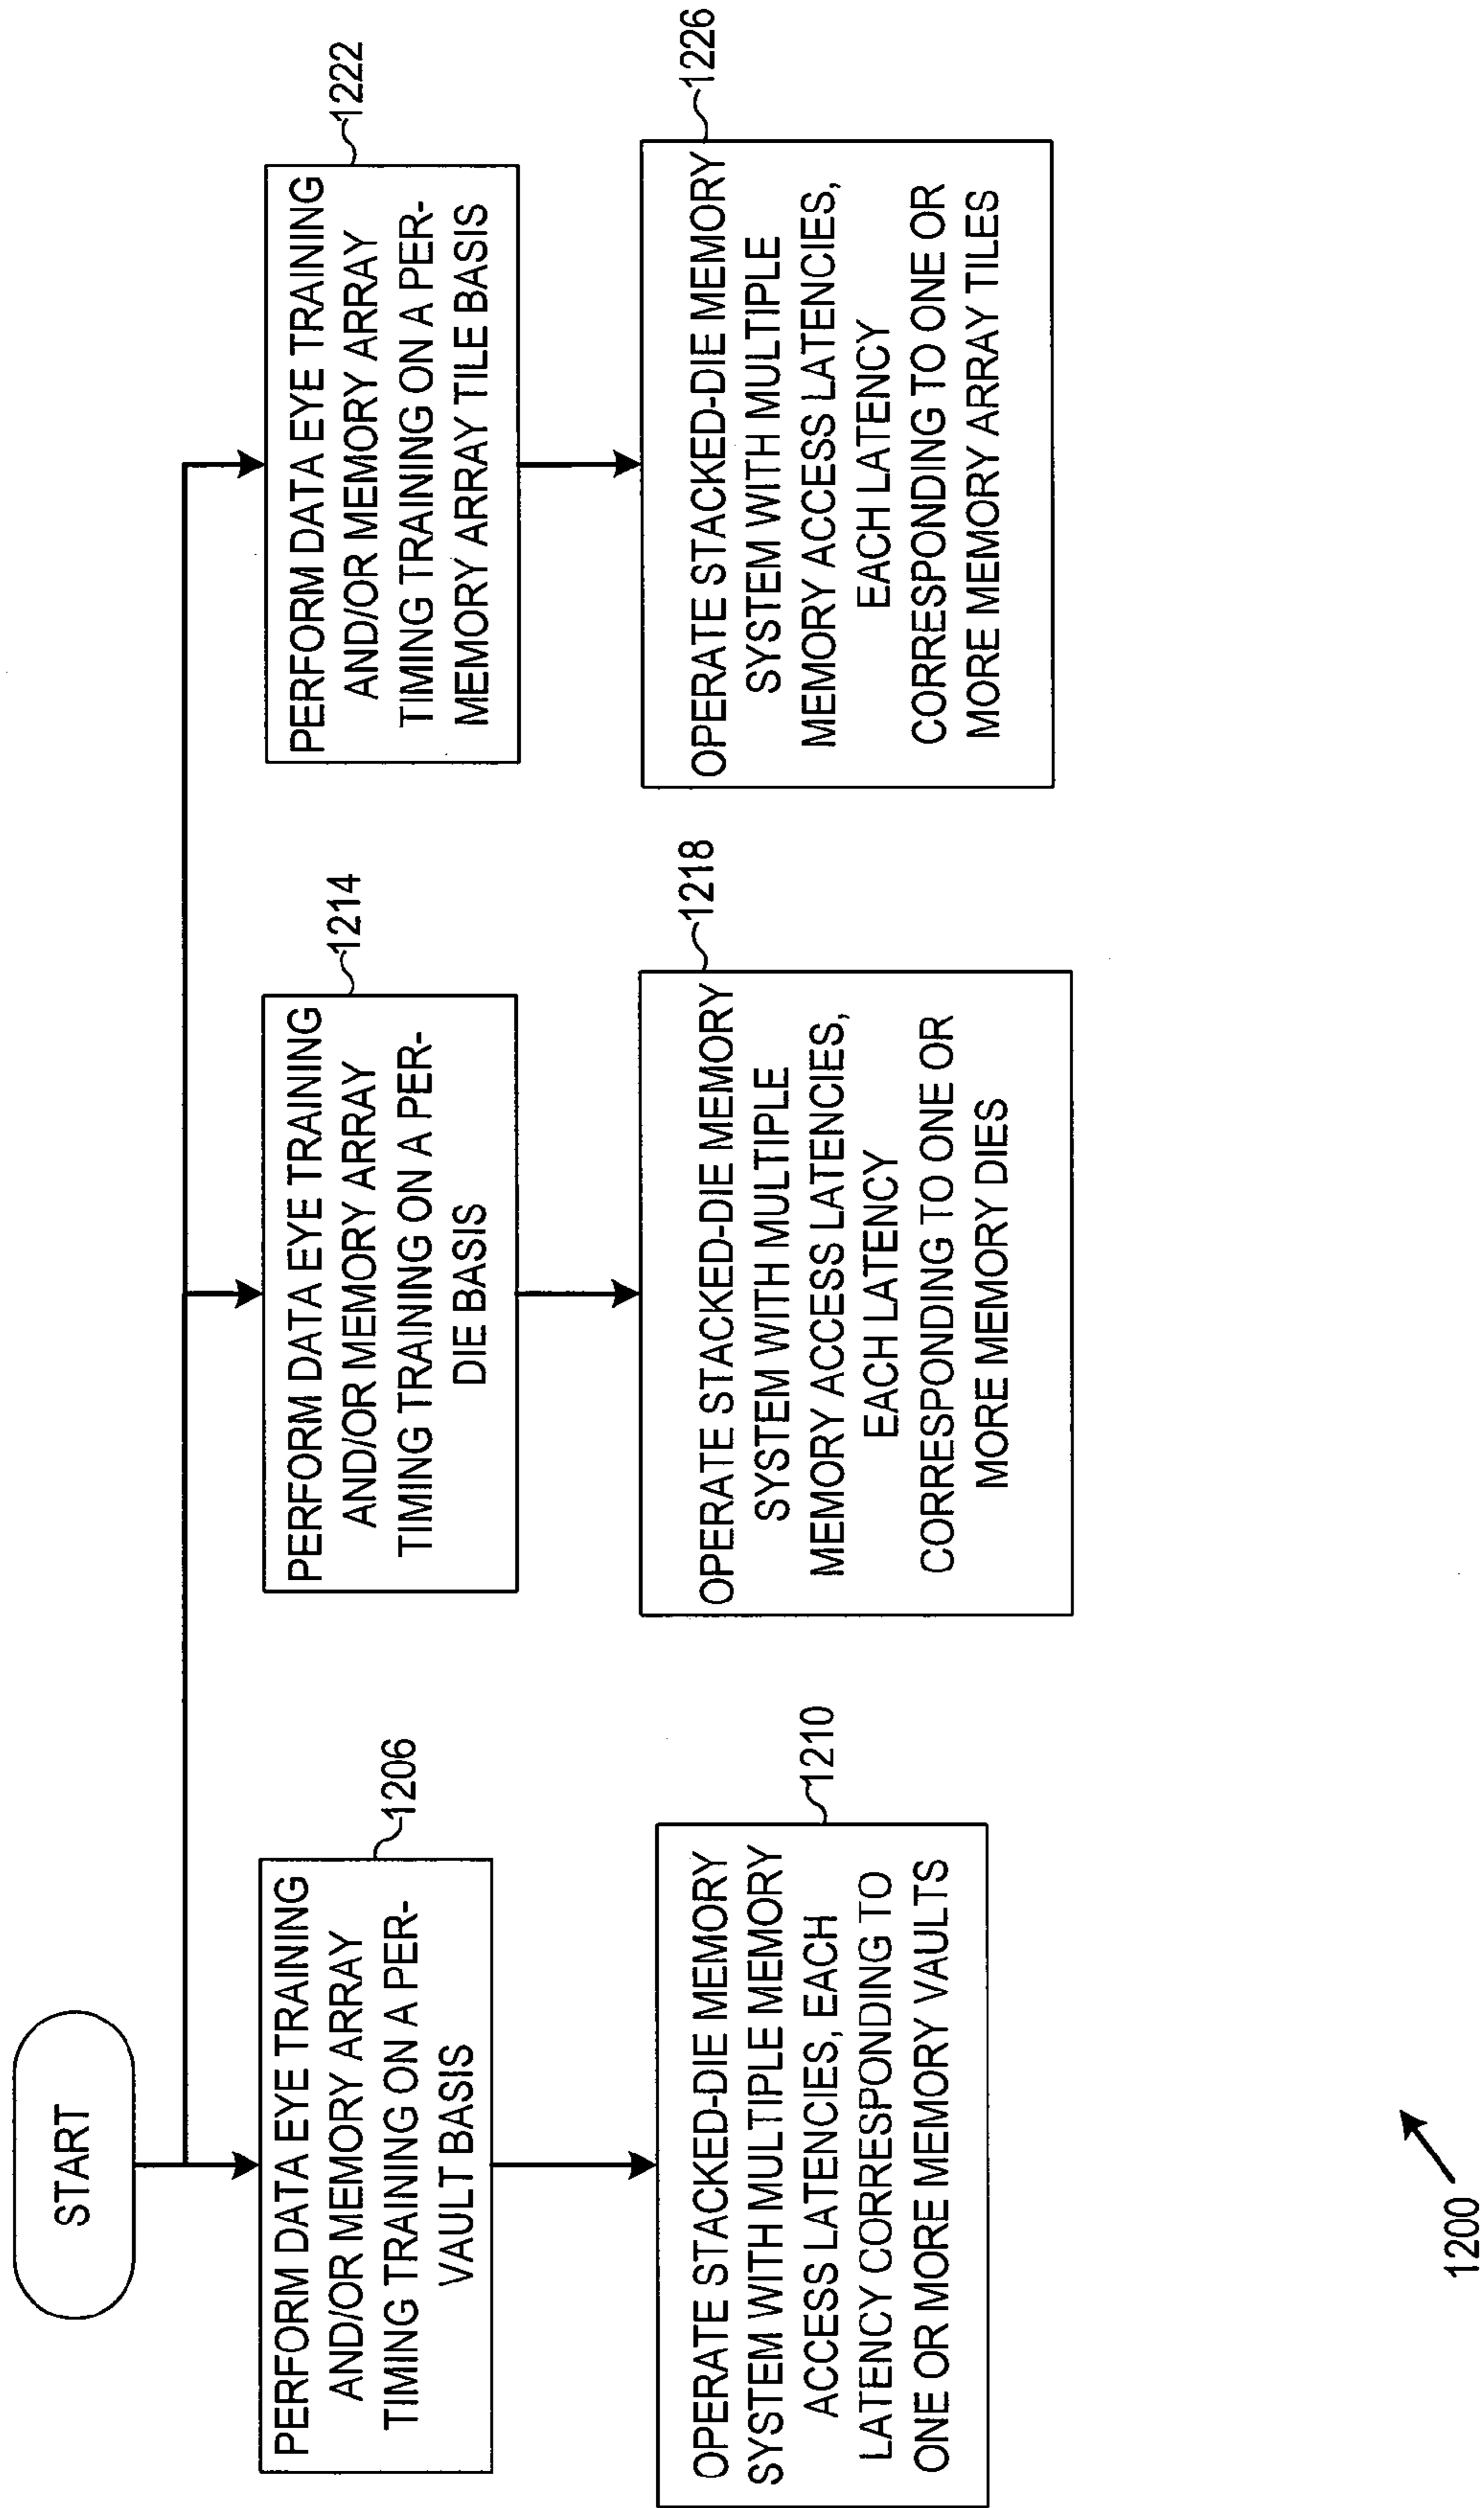 START
PERFORM DATA EYE TRAINING
AND/OR MEMORY ARRAY
TIMING TRAINING ON A PER-
VAULT BASIS
1206
OPERATE STACKED-DIE MEMORY
SYSTEM WITH MULTIPLE MEMORY
ACCESS LATENCIES, EACH
LATENCY CORRESPONDING TO
ONE OR MORE MEMORY VAULTS
1210
PERFORM DATA EYE TRAINING
AND/OR MEMORY ARRAY
TIMING TRAINING ON A PER-
DIE BASIS
1214
OPERATE STACKED-DIE MEMORY
SYSTEM WITH MULTIPLE
MEMORY ACCESS LATENCIES,
EACH LATENCY
CORRESPONDING TO ONE OR
MORE MEMORY DIES
1218
PERFORM DATA EYE TRAINING
AND/OR MEMORY ARRAY
TIMING TRAINING ON A PER-
MEMORY ARRAY TILE BASIS
1222
OPERATE STACKED-DIE MEMORY
SYSTEM WITH MULTIPLE
MEMORY ACCESS LATENCIES,
EACH LATENCY
CORRESPONDING TO ONE OR
MORE MEMORY ARRAY TILES
1226
1200